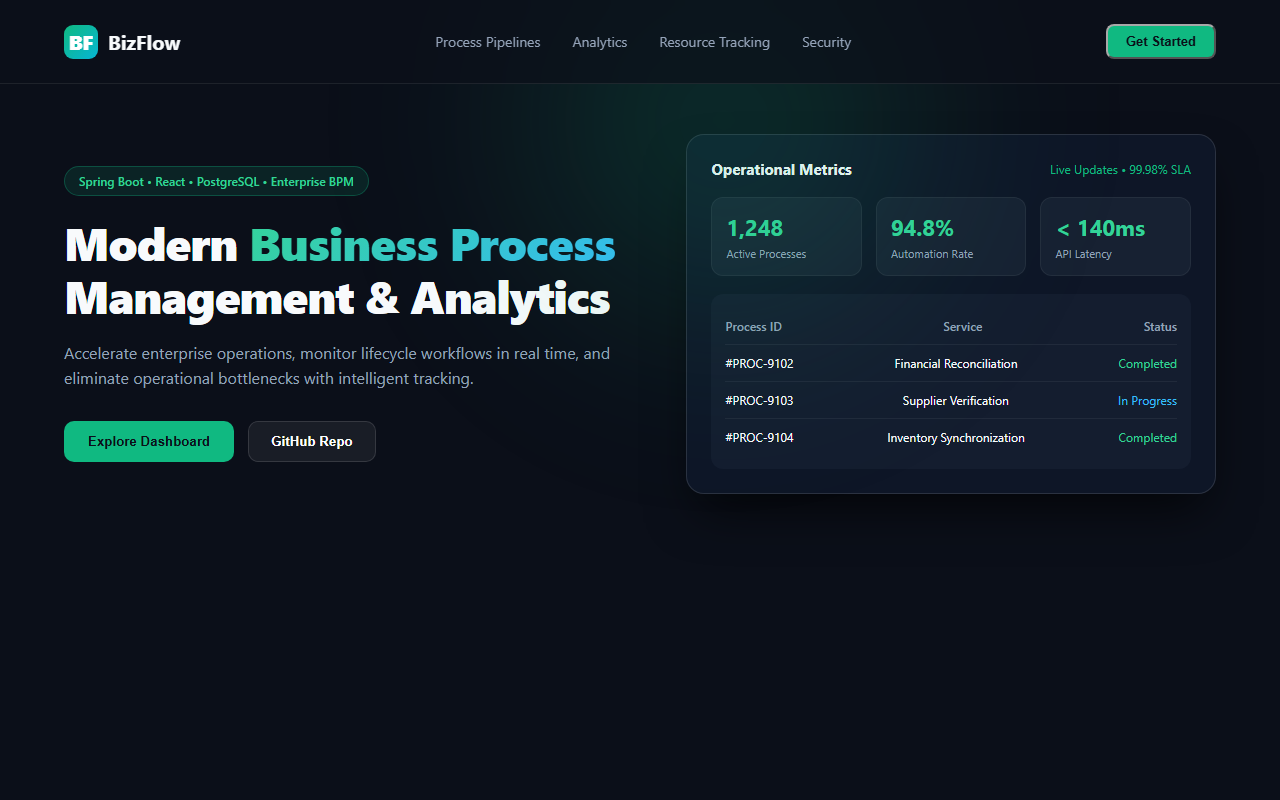 BF BizFlow
Process Pipelines Analytics Resource Tracking Security
Get Started
Spring Boot • React • PostgreSQL • Enterprise BPM
Modern Business Process
Management & Analytics
Accelerate enterprise operations, monitor lifecycle workflows in real time, and
eliminate operational bottlenecks with intelligent tracking.
Explore Dashboard GitHub Repo
Operational Metrics Live Updates • 99.98% SLA
1,248 94.8% < 140ms
Active Processes Automation Rate API Latency
Process ID Service Status
#PROC-9102 Financial Reconciliation Completed
#PROC-9103 Supplier Verification In Progress
#PROC-9104 Inventory Synchronization Completed